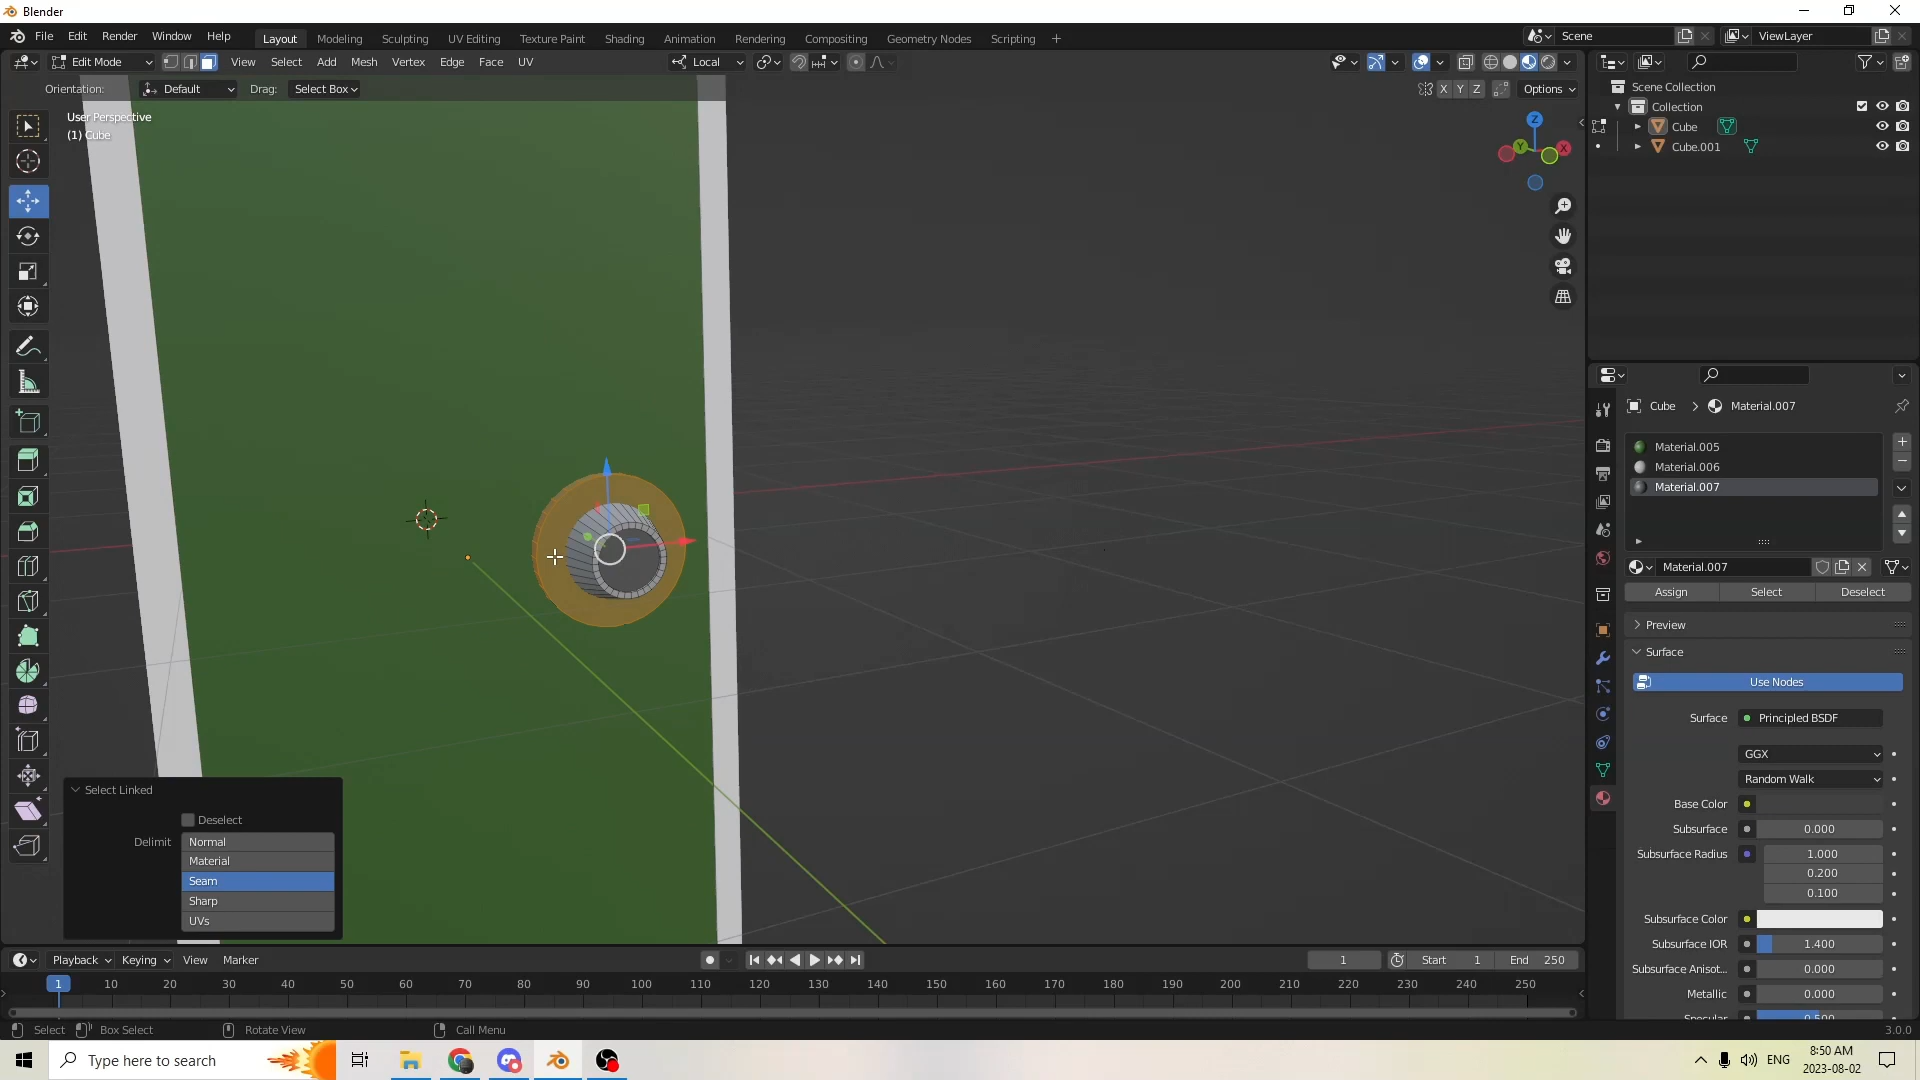 Blender
File Edit Render Window Help
Layout Modeling Sculpting UV Editing Texture Paint Shading Animation Rendering Compositing Geometry Nodes Scripting +
Scene
ViewLayer
Edit Mode
View Select Add Mesh Vertex Edge Face UV
Local
Orientation: Default Drag: Select Box
X Y Z Options
User Perspective
(1) Cube
Z
Y
X
Scene Collection
Collection
Cube
Cube.001
Cube > Material.007
Material.005
Material.006
Material.007
Material.007
Assign Select Deselect
Preview
Surface
Use Nodes
Surface Principled BSDF
GGX
Random Walk
Base Color
Subsurface 0.000
Subsurface Radius 1.000
0.200
0.100
Subsurface Color
Subsurface IOR 1.400
Subsurface Anisot... 0.000
Metallic 0.000
Specular 0.500
Select Linked
Deselect
Delimit Normal
Material
Seam
Sharp
UVs
Playback Keying View Marker
1 Start 1 End 250
1 10 20 30 40 50 60 70 80 90 100 110 120 130 140 150 160 170 180 190 200 210 220 230 240 250
Select Box Select Rotate View Call Menu
3.0.0
Type here to search
ENG
8:50 AM
2023-08-02